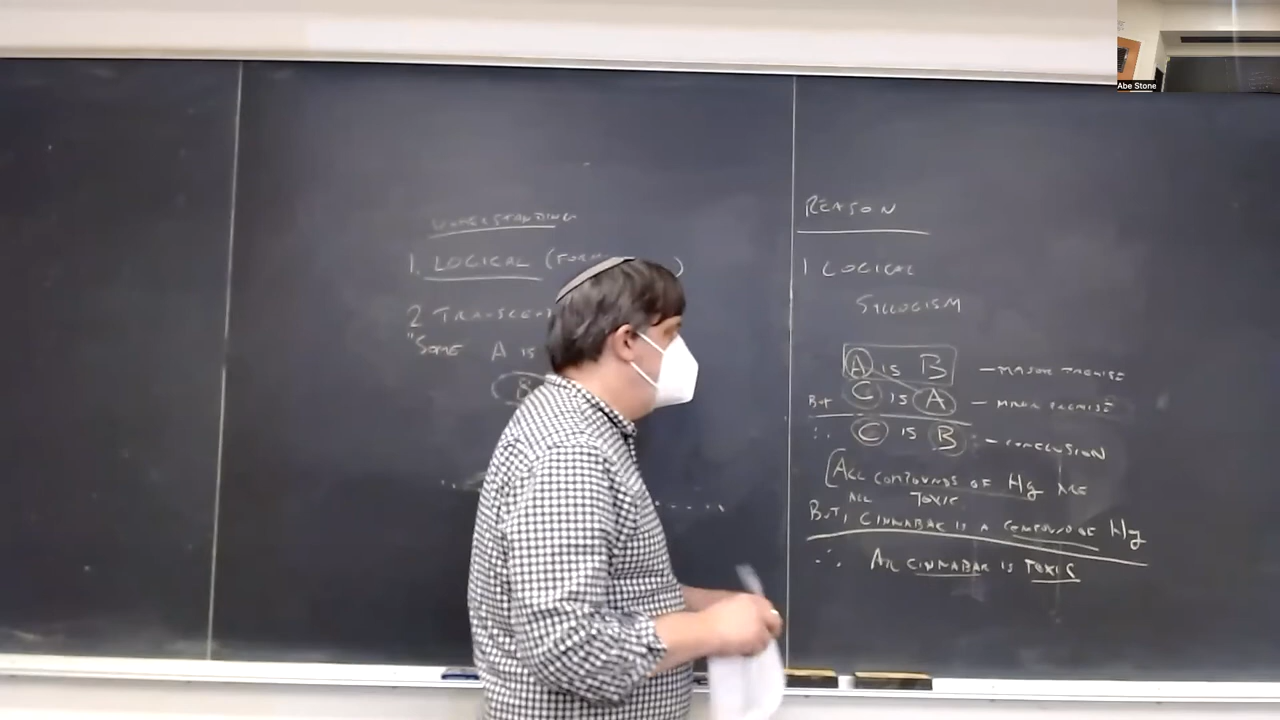 Abe Stone
UNDERSTANDING
1. LOGICAL (FORM )
2 TRANSCEN
"SOME A IS
B
REASON
1 LOGICAL
SYLLOGISM
A IS B — MAJOR PREMISE
BUT C IS A — MINOR PREMISE
∴ C IS B — CONCLUSION
ALL COMPOUNDS OF Hg ARE
TOXIC
BUT, ALL CINNABAR IS A COMPOUND OF Hg
∴ ALL CINNABAR IS TOXIC